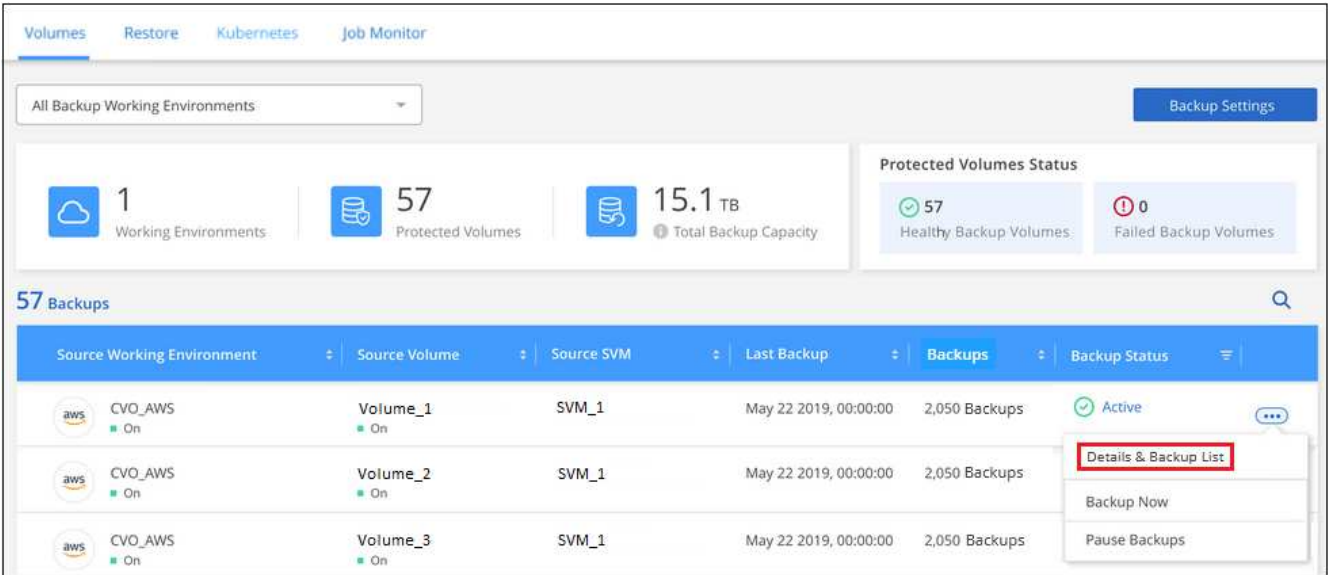 Volumes Restore Kubernetes Job Monitor
All Backup Working Environments
Backup Settings
1
Working Environments
57
Protected Volumes
15.1 TB
Total Backup Capacity
Protected Volumes Status
57
Healthy Backup Volumes
0
Failed Backup Volumes
57 Backups
Source Working Environment Source Volume Source SVM Last Backup Backups Backup Status
aws CVO_AWS Volume_1 SVM_1 May 22 2019, 00:00:00 2,050 Backups Active
On On
Details & Backup List
aws CVO_AWS Volume_2 SVM_1 May 22 2019, 00:00:00 2,050 Backups
On On
Backup Now
aws CVO_AWS Volume_3 SVM_1 May 22 2019, 00:00:00 2,050 Backups
On On
Pause Backups